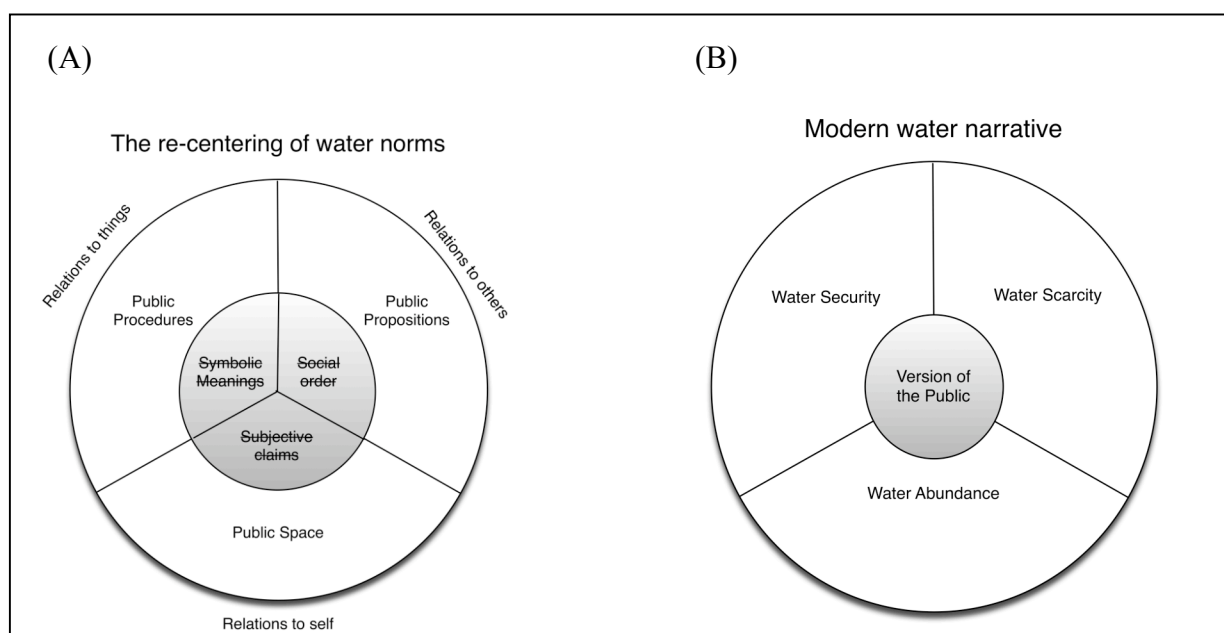 (A)
The re-centering of water norms
Relations to things
Relations to others
Public
Procedures
Public
Propositions
Symbolic
Meanings
Social
order
Subjective
claims
Public Space
Relations to self
(B)
Modern water narrative
Water Security
Water Scarcity
Version of
the Public
Water Abundance